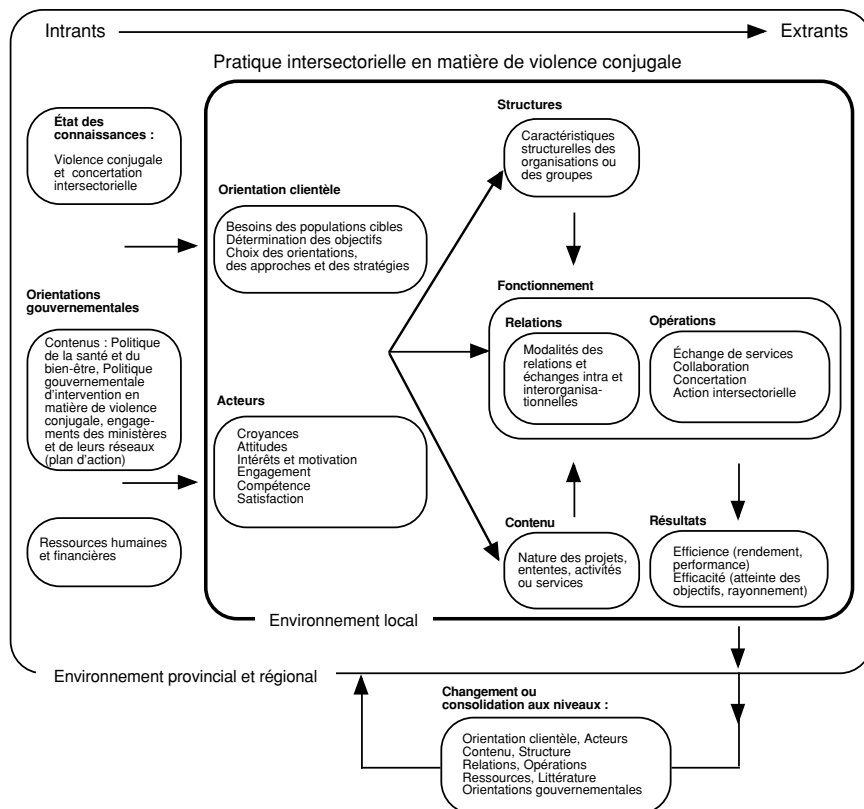 Intrants
Extrants
Pratique intersectorielle en matière de violence conjugale
État des
connaissances :
Violence conjugale
et concertation
intersectorielle
Orientations
gouvernementales
Contenus : Politique
de la santé et du
bien-être, Politique
gouvernementale
d'intervention en
matière de violence
conjugale, engage-
ments des ministères
et de leurs réseaux
(plan d'action)
Ressources humaines
et financières
Orientation clientèle
Besoins des populations cibles
Détermination des objectifs
Choix des orientations,
des approches et des stratégies
Acteurs
Croyances
Attitudes
Intérêts et motivation
Engagement
Compétence
Satisfaction
Structures
Caractéristiques
structurelles des
organisations ou
des groupes
Fonctionnement
Relations
Modalités des
relations et
échanges intra et
interorganisa-
tionnelles
Opérations
Échange de services
Collaboration
Concertation
Action intersectorielle
Contenu
Nature des projets,
ententes, activités
ou services
Résultats
Efficience (rendement,
performance)
Efficacité (atteinte des
objectifs, rayonnement)
Environnement local
Environnement provincial et régional
Changement ou
consolidation aux niveaux :
Orientation clientèle, Acteurs
Contenu, Structure
Relations, Opérations
Ressources, Littérature
Orientations gouvernementales